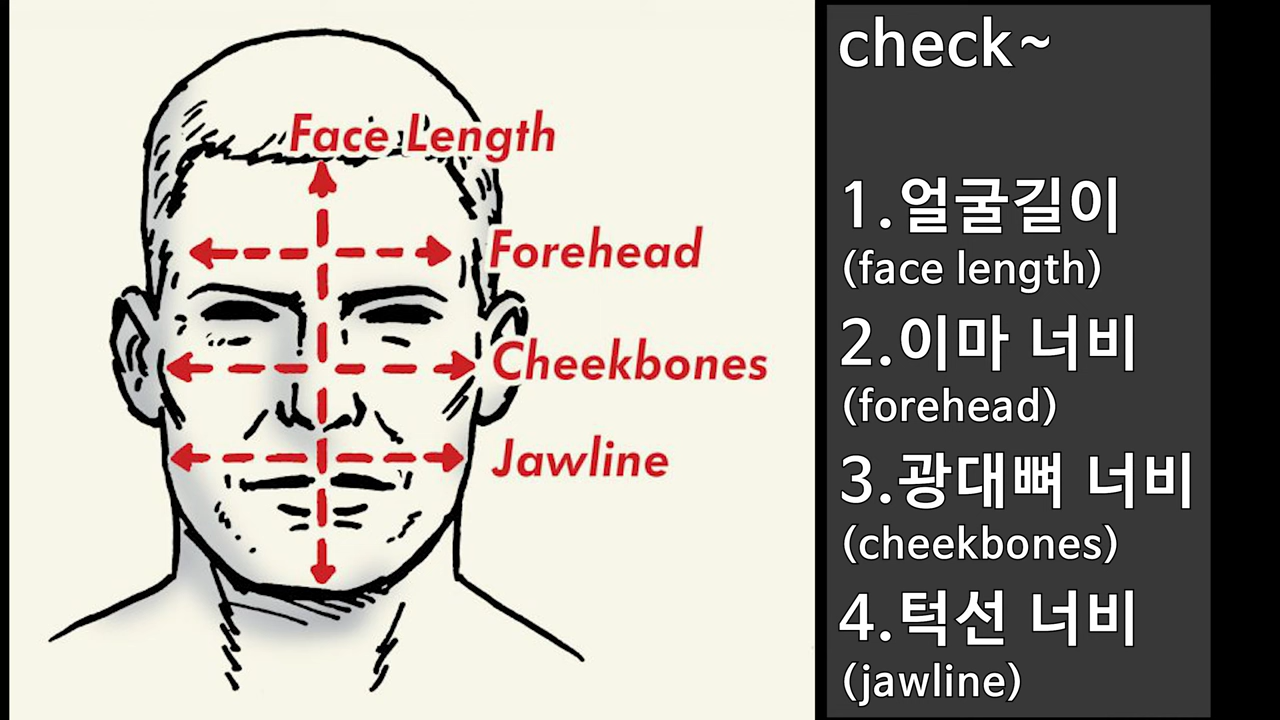 Face Length
Forehead
Cheekbones
Jawline
check~
1.얼굴길이
(face length)
2.이마 너비
(forehead)
3.광대뼈 너비
(cheekbones)
4.턱선 너비
(jawline)